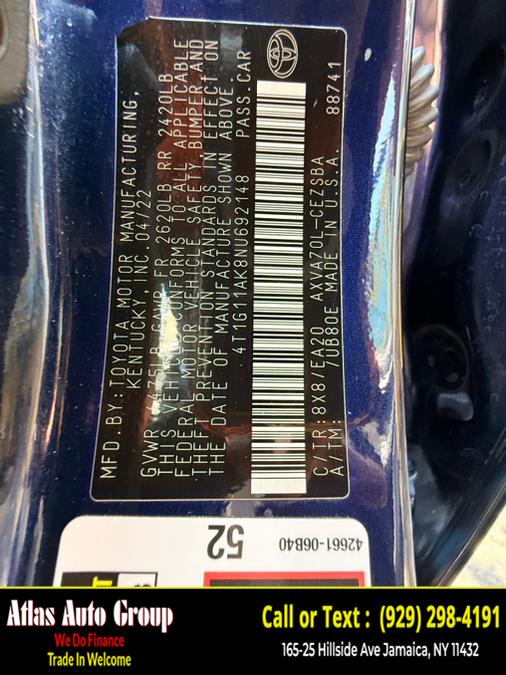 MFD. BY: TOYOTA MOTOR MANUFACTURING,
KENTUCKY, INC. 04/22
GVWR 4475LB GAWR FR 2620LB RR 2420LB
THIS VEHICLE CONFORMS TO ALL APPLICABLE
FEDERAL MOTOR VEHICLE SAFETY, BUMPER, AND
THEFT PREVENTION STANDARDS IN EFFECT ON
THE DATE OF MANUFACTURE SHOWN ABOVE.
4T1G11AK8NU692148 PASS. CAR
C/TR: 8X8/EA20 AXVA70L-CEZSBA
A/TM: /UB80E MADE IN U.S.A. 88741
52
42661-06B40
Atlas Auto Group
We Do Finance
Trade In Welcome
Call or Text : (929) 298-4191
165-25 Hillside Ave Jamaica, NY 11432